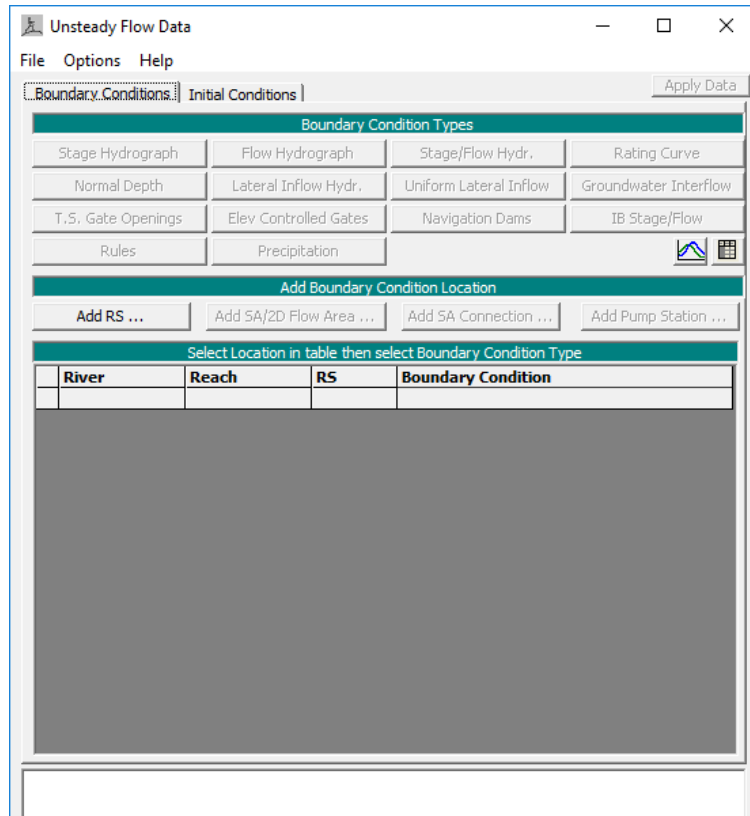 Unsteady Flow Data
File Options Help
Boundary Conditions Initial Conditions Apply Data
Boundary Condition Types
Stage Hydrograph Flow Hydrograph Stage/Flow Hydr. Rating Curve
Normal Depth Lateral Inflow Hydr. Uniform Lateral Inflow Groundwater Interflow
T.S. Gate Openings Elev Controlled Gates Navigation Dams IB Stage/Flow
Rules Precipitation
Add Boundary Condition Location
Add RS ... Add SA/2D Flow Area ... Add SA Connection ... Add Pump Station ...
Select Location in table then select Boundary Condition Type
River Reach RS Boundary Condition